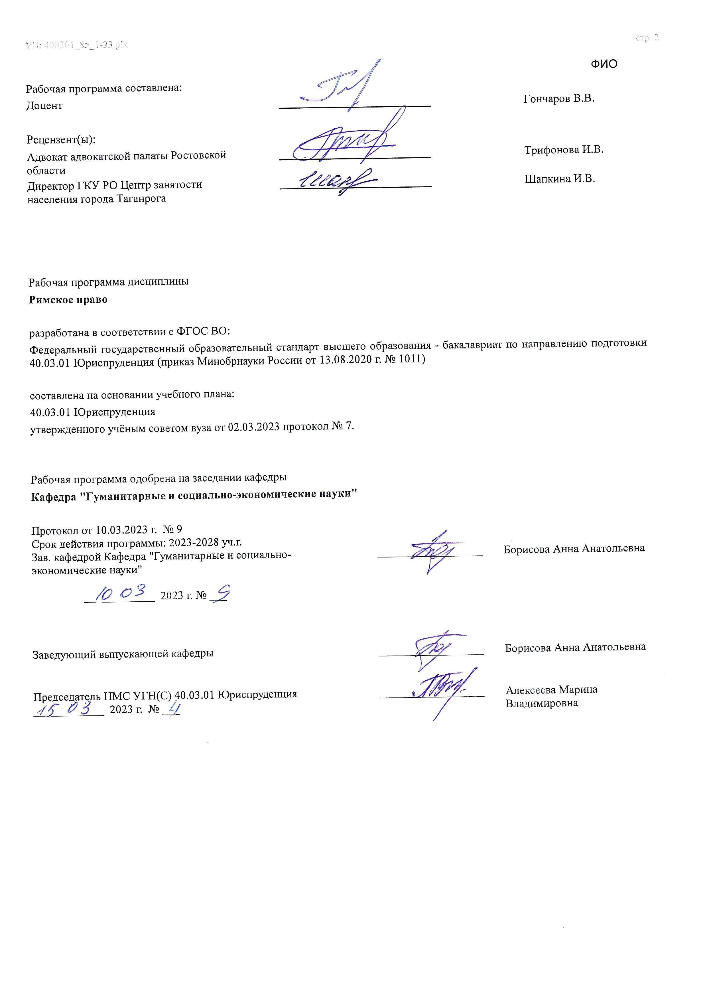 УП: 400301_85_1-23 plx
стр 2
ФИО
Рабочая программа составлена:
Доцент
Гончаров В.В.
Рецензент(ы):
Адвокат адвокатской палаты Ростовской
области
Трифонова И.В.
Директор ГКУ РО Центр занятости
населения города Таганрога
Шапкина И.В.
Рабочая программа дисциплины
Римское право
разработана в соответствии с ФГОС ВО:
Федеральный государственный образовательный стандарт высшего образования - бакалавриат по направлению подготовки
40.03.01 Юриспруденция (приказ Минобрнауки России от 13.08.2020 г. № 1011)
составлена на основании учебного плана:
40.03.01 Юриспруденция
утвержденного учёным советом вуза от 02.03.2023 протокол № 7.
Рабочая программа одобрена на заседании кафедры
Кафедра "Гуманитарные и социально-экономические науки"
Протокол от 10.03.2023 г. № 9
Срок действия программы: 2023-2028 уч.г.
Зав. кафедрой Кафедра "Гуманитарные и социально-
экономические науки"
Борисова Анна Анатольевна
10 03 2023 г. № 9
Заведующий выпускающей кафедры
Борисова Анна Анатольевна
Председатель НМС УГН(С) 40.03.01 Юриспруденция
Алексеева Марина
Владимировна
15 03 2023 г. № 4